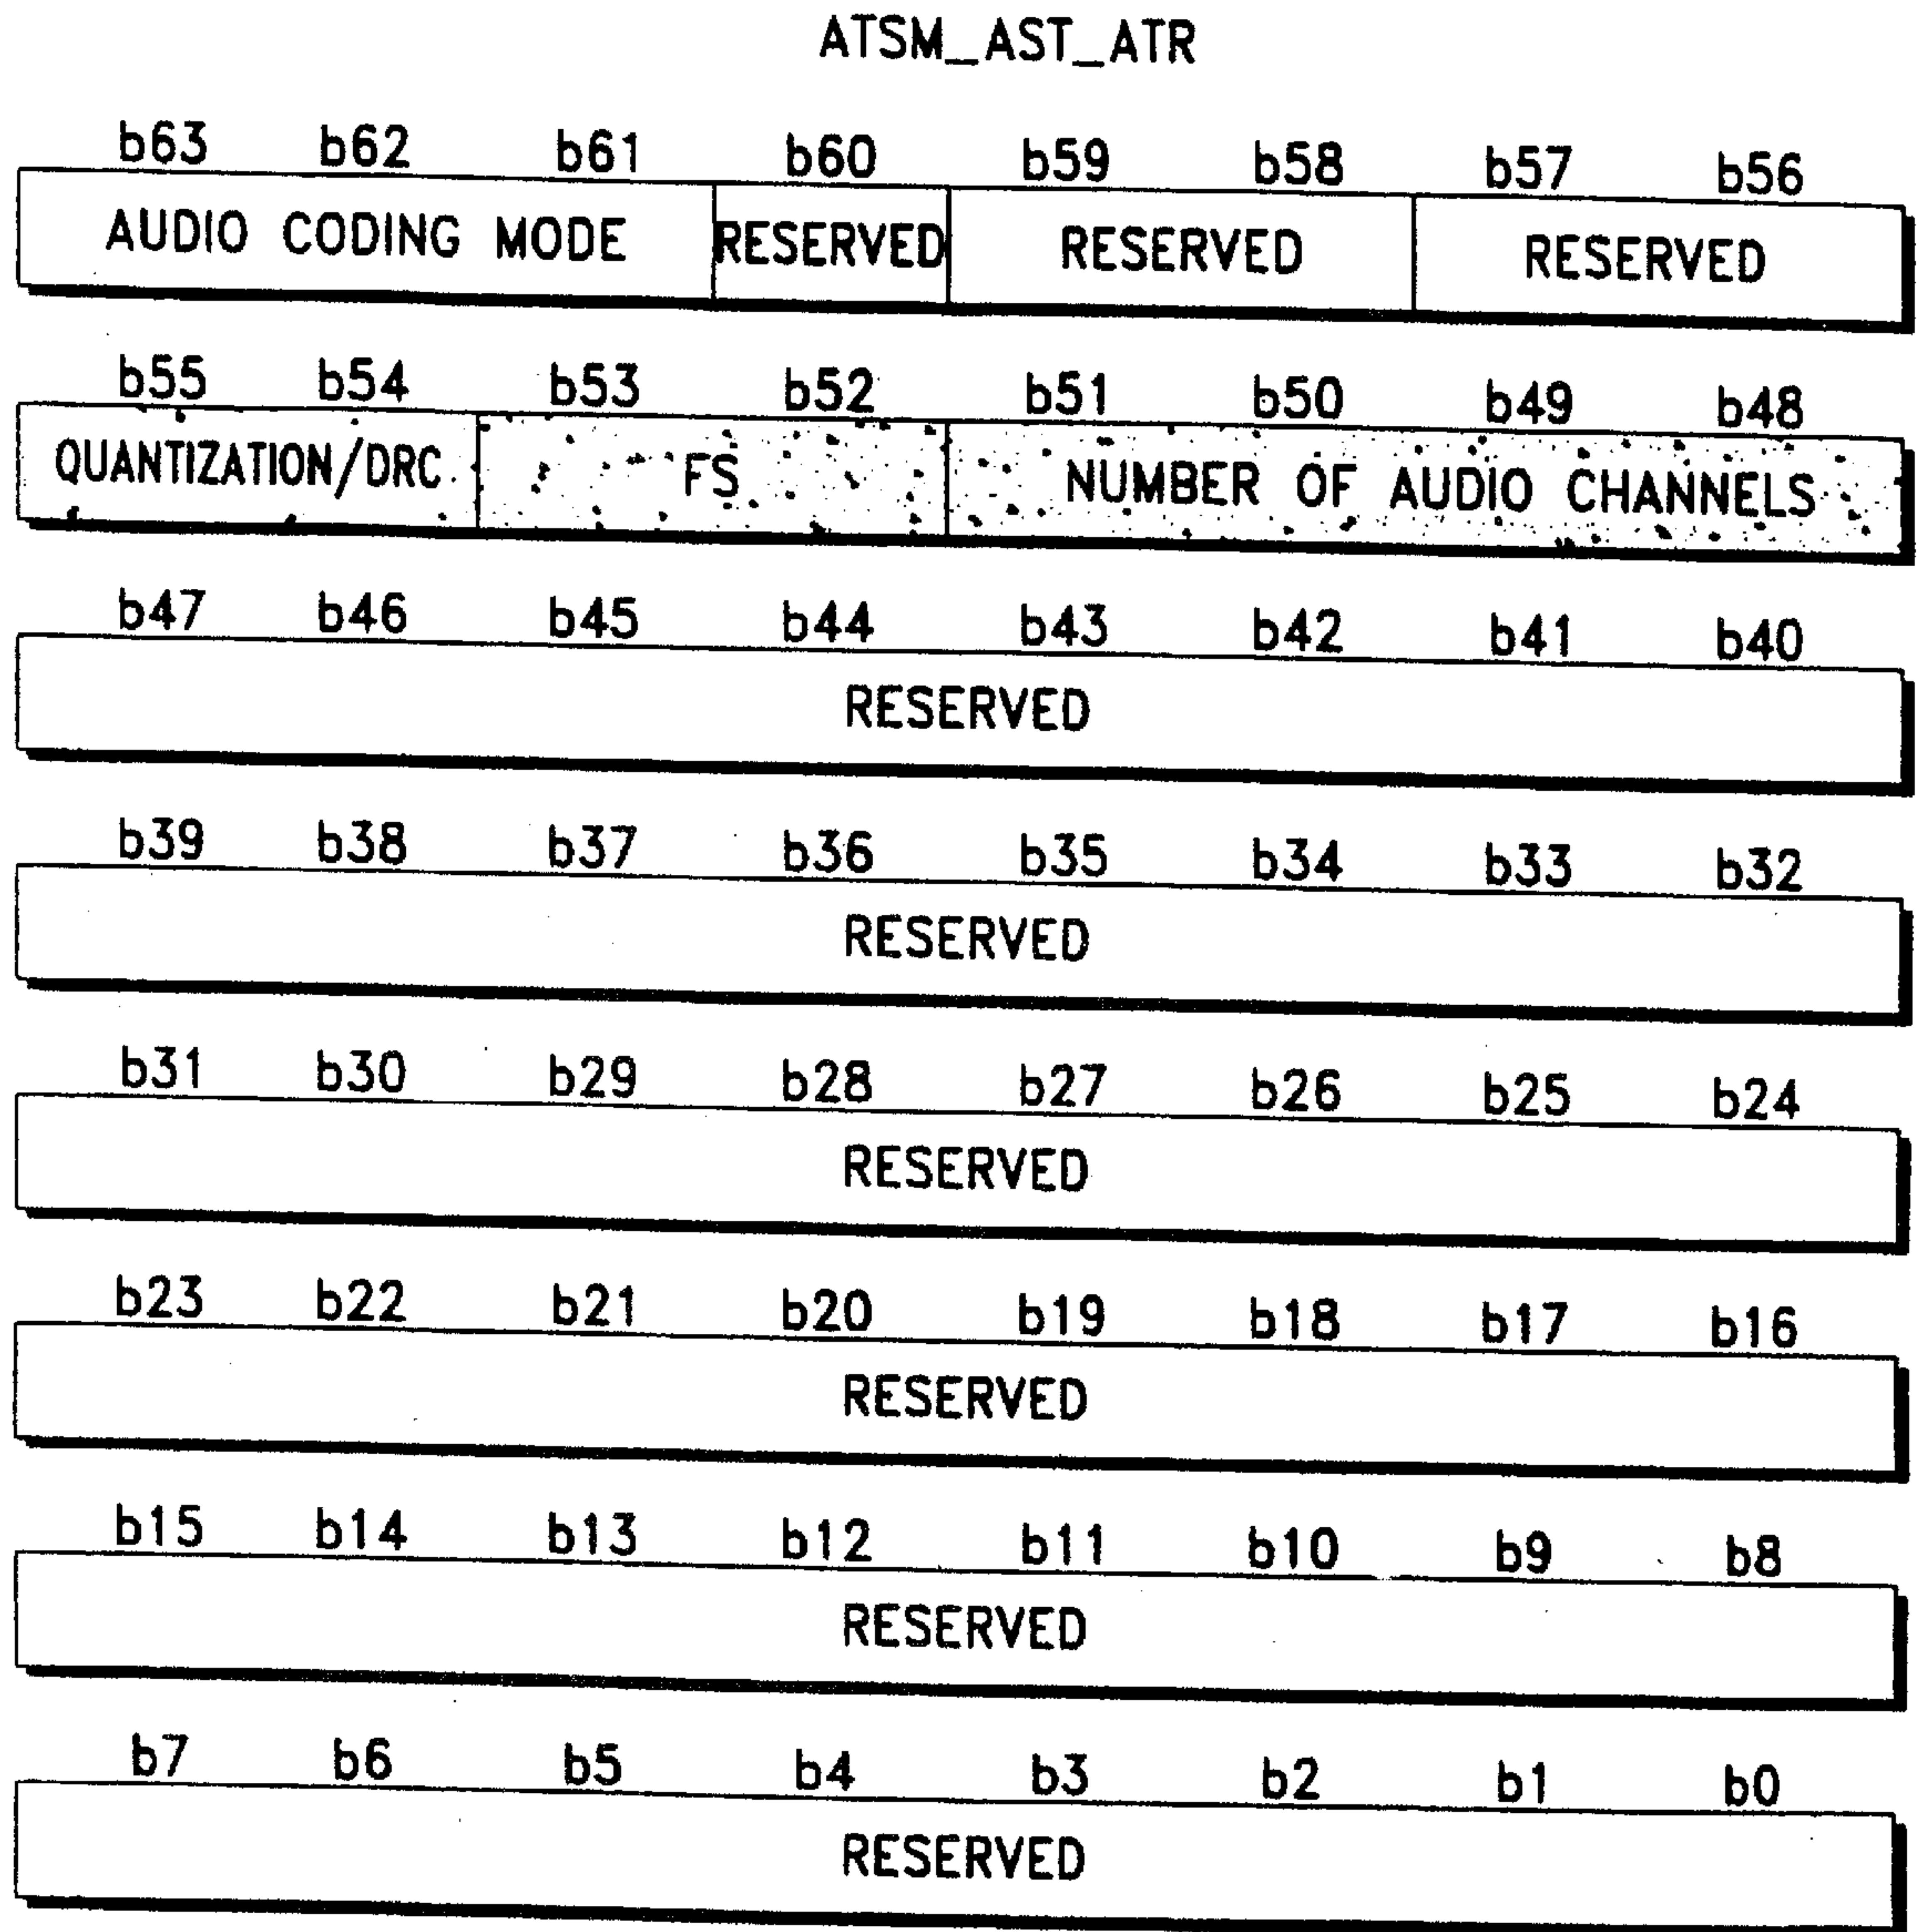 ATSM_AST_ATR
b63 b62 b61 b60 b59 b58 b57 b56
AUDIO CODING MODE RESERVED RESERVED RESERVED
b55 b54 b53 b52 b51 b50 b49 b48
QUANTIZATION/DRC FS NUMBER OF AUDIO CHANNELS
b47 b46 b45 b44 b43 b42 b41 b40
RESERVED
b39 b38 b37 b36 b35 b34 b33 b32
RESERVED
b31 b30 b29 b28 b27 b26 b25 b24
RESERVED
b23 b22 b21 b20 b19 b18 b17 b16
RESERVED
b15 b14 b13 b12 b11 b10 b9 b8
RESERVED
b7 b6 b5 b4 b3 b2 b1 b0
RESERVED